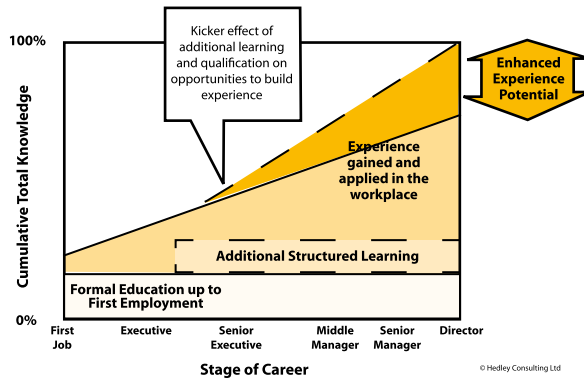 Kicker effect of
additional learning
and qualification on
opportunities to build
experience
100%
Enhanced
Experience
Potential
Cumulative Total Knowledge
Experience
gained and
applied in the
workplace
Additional Structured Learning
Formal Education up to
First Employment
0%
First
Job
Executive
Senior
Executive
Middle
Manager
Senior
Manager
Director
Stage of Career
© Hedley Consulting Ltd